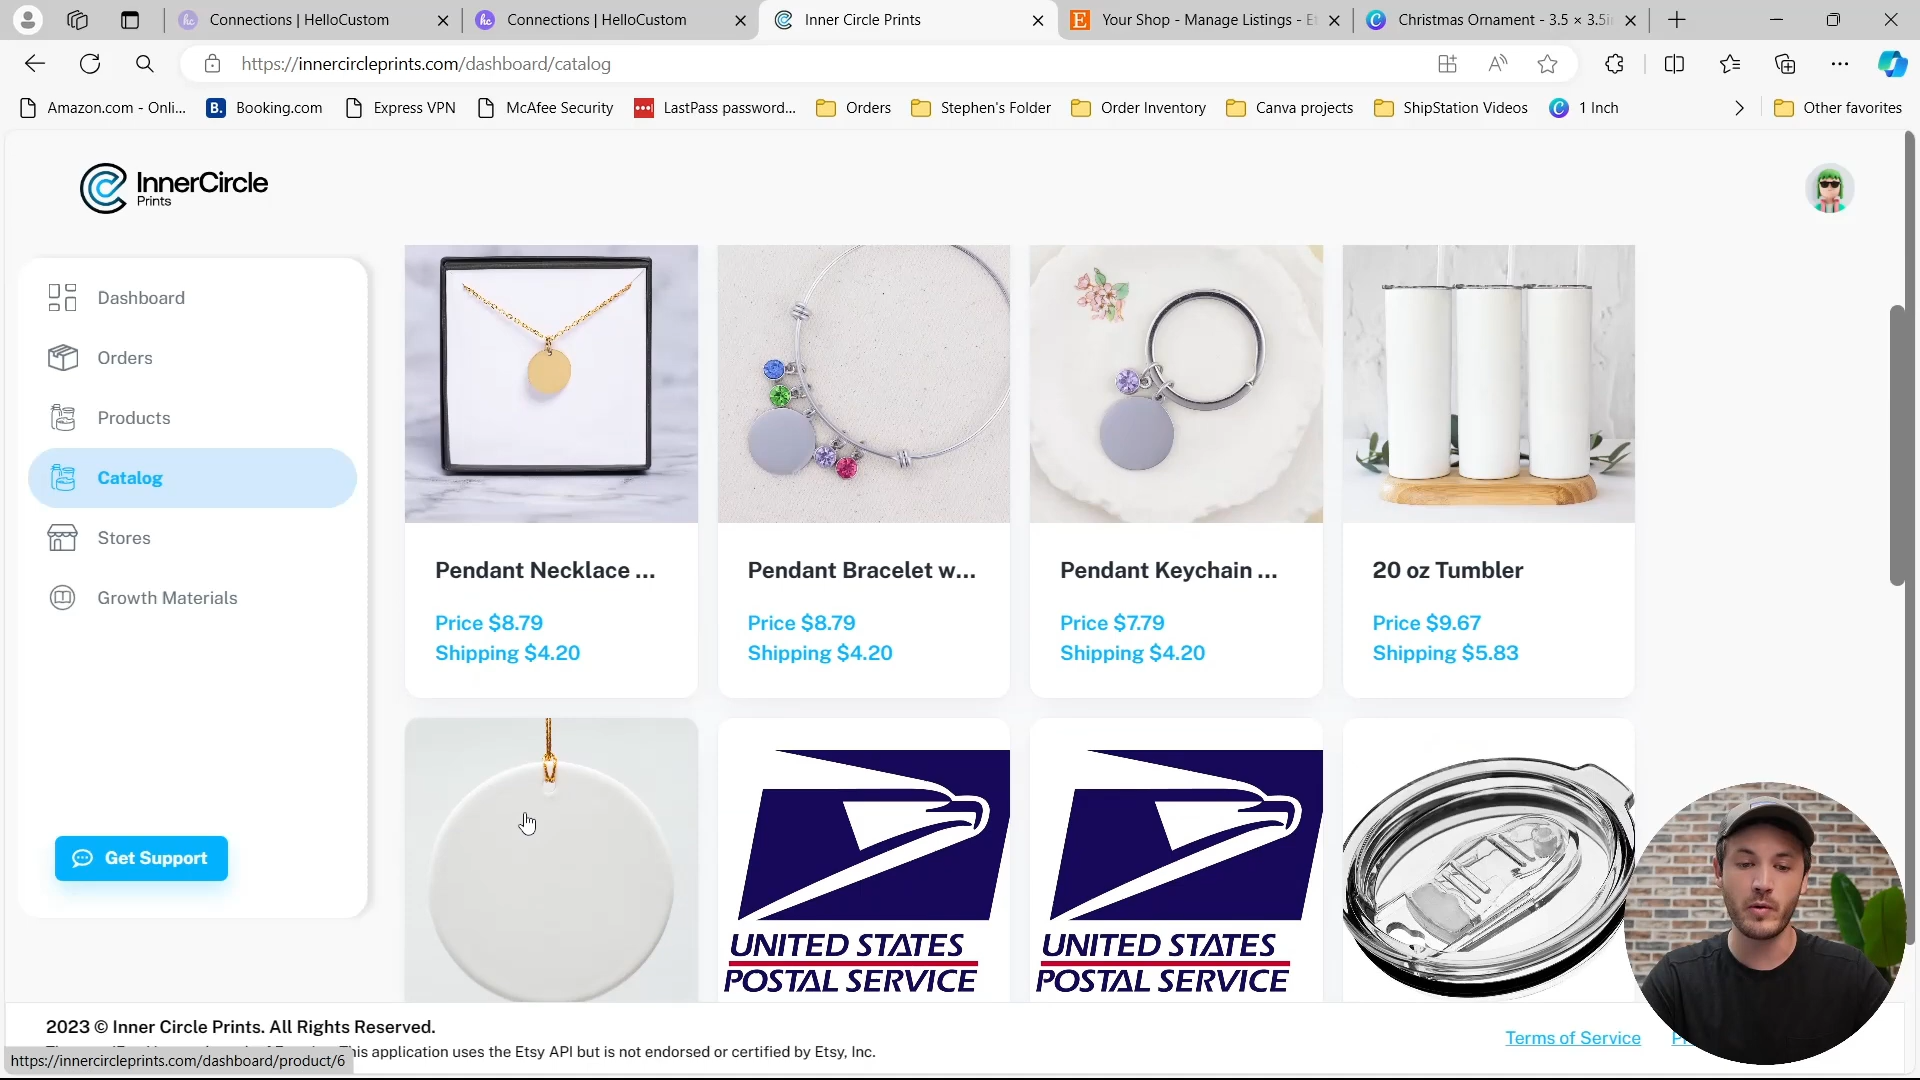 Connections | HelloCustom
Connections | HelloCustom
Inner Circle Prints
Your Shop - Manage Listings - Et
Christmas Ornament - 3.5 × 3.5i
https://innercircleprints.com/dashboard/catalog
Amazon.com - Onli...
Booking.com
Express VPN
McAfee Security
LastPass password...
Orders
Stephen's Folder
Order Inventory
Canva projects
ShipStation Videos
1 Inch
Other favorites
InnerCircle
Prints
Dashboard
Orders
Products
Catalog
Stores
Growth Materials
Get Support
Pendant Necklace ...
Price $8.79
Shipping $4.20
Pendant Bracelet w...
Price $8.79
Shipping $4.20
Pendant Keychain ...
Price $7.79
Shipping $4.20
20 oz Tumbler
Price $9.67
Shipping $5.83
UNITED STATES
POSTAL SERVICE
UNITED STATES
POSTAL SERVICE
2023 © Inner Circle Prints. All Rights Reserved.
This application uses the Etsy API but is not endorsed or certified by Etsy, Inc.
Terms of Service
https://innercircleprints.com/dashboard/product/6